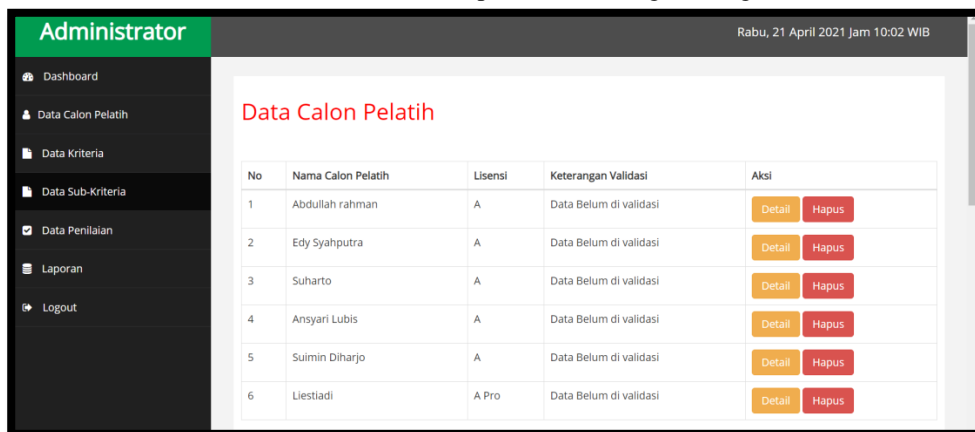 Administrator
Rabu, 21 April 2021 Jam 10:02 WIB
Dashboard
Data Calon Pelatih
Data Kriteria
Data Sub-Kriteria
Data Penilaian
Laporan
Logout
Data Calon Pelatih
No Nama Calon Pelatih Lisensi Keterangan Validasi Aksi
1 Abdullah rahman A Data Belum di validasi Detail Hapus
2 Edy Syahputra A Data Belum di validasi Detail Hapus
3 Suharto A Data Belum di validasi Detail Hapus
4 Ansyari Lubis A Data Belum di validasi Detail Hapus
5 Suimin Diharjo A Data Belum di validasi Detail Hapus
6 Liestiadi A Pro Data Belum di validasi Detail Hapus